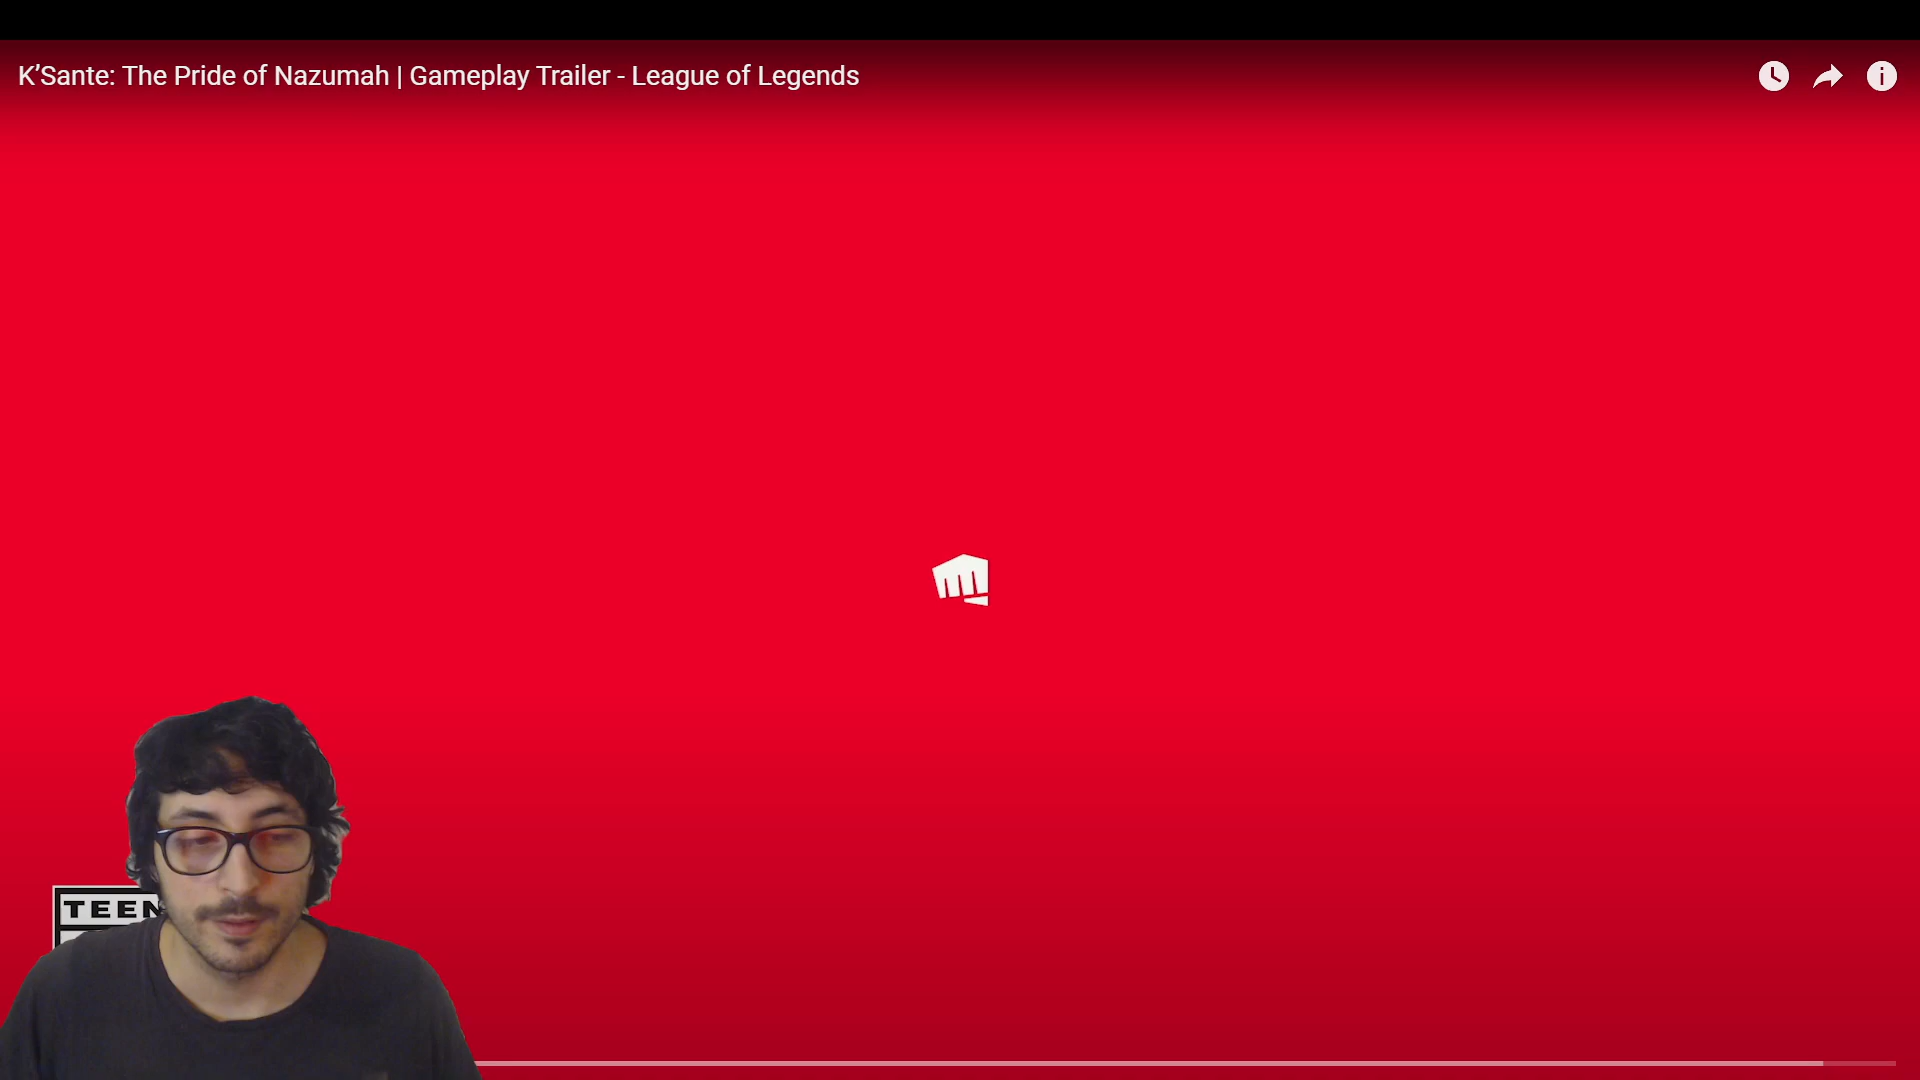 K’Sante: The Pride of Nazumah | Gameplay Trailer - League of Legends
TEEN